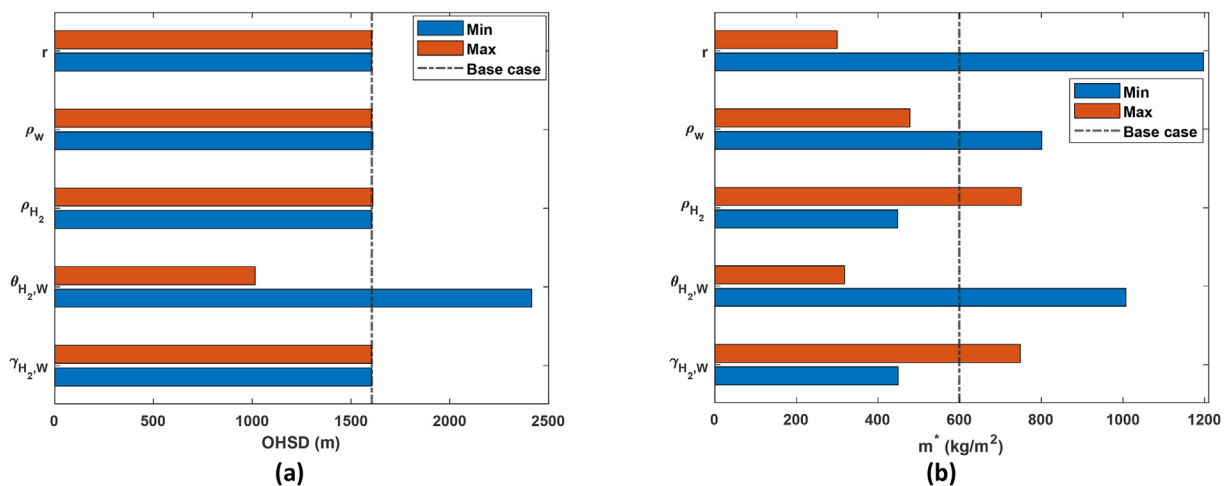 r
ρw
ρH2
θH2,W
γH2,W
Min
Max
Base case
0 500 1000 1500 2000 2500
OHSD (m)
(a)
r
ρw
ρH2
θH2,W
γH2,W
Min
Max
Base case
0 200 400 600 800 1000 1200
m* (kg/m²)
(b)